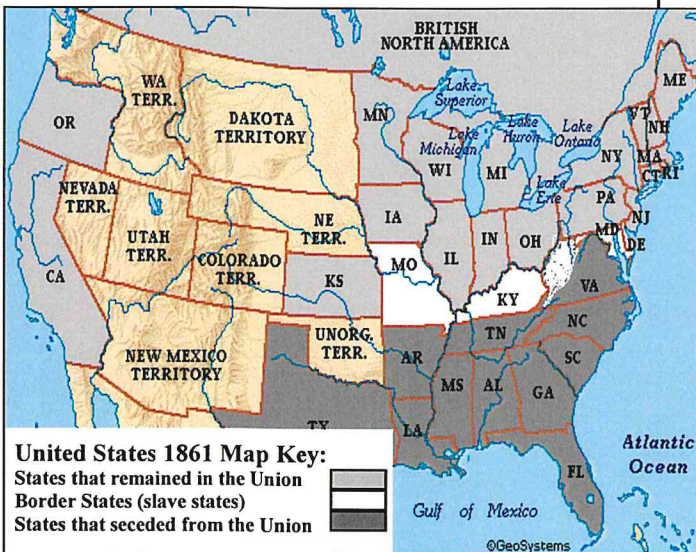 BRITISH
NORTH AMERICA
ME
WA
TERR.
Lake
Superior
VT
NH
OR
DAKOTA
TERRITORY
MN
Lake
Michigan
Lake
Huron
Lake
Ontario
NY
MA
CT
RI
WI
MI
Lake
Erie
NEVADA
TERR.
IA
PA
NJ
NE
TERR.
MD
DE
UTAH
TERR.
COLORADO
TERR.
IL
IN
OH
CA
KS
MO
KY
VA
NEW MEXICO
TERRITORY
UNORG.
TERR.
TN
NC
AR
SC
MS
AL
GA
TX
LA
FL
Atlantic
Ocean
Gulf of Mexico
©GeoSystems
United States 1861 Map Key:
States that remained in the Union
Border States (slave states)
States that seceded from the Union